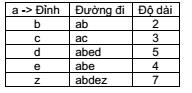 a -> Đỉnh Đường đi Độ dài
b ab 2
c ac 3
d abed 5
e abe 4
z abdez 7